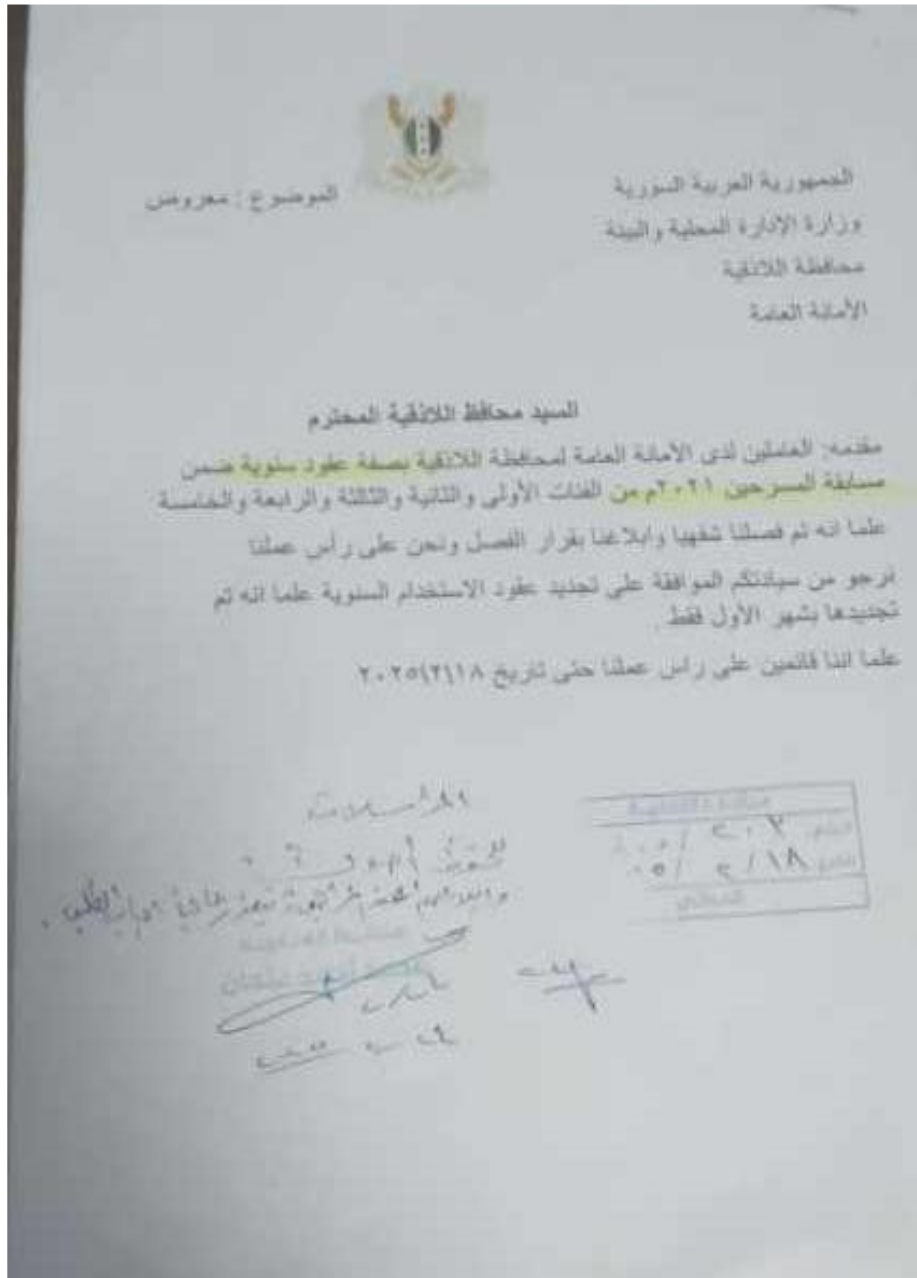 الجمهورية العربية السورية
الموضوع : معروض
وزارة الإدارة المحلية والبيئة
محافظة اللاذقية
الأمانة العامة
السيد محافظ اللاذقية المحترم
مقدمه: العاملين لدى الأمانة العامة لمحافظة اللاذقية بصفة عقود سنوية ضمن
مسابقة المسرحين ٢٠٢١م من الفئات الأولى والثانية والثالثة والرابعة والخامسة
علما انه تم فصلنا شفهيا وابلاغنا بقرار الفصل ونحن على رأس عملنا
نرجو من سيادتكم الموافقة على تجديد عقود الاستخدام السنوية علما انه تم
تجديدها بشهر الأول فقط .
علما اننا قائمين على راس عملنا حتى تاريخ ٢٠٢٥|٢|١٨
محافظة اللاذقية